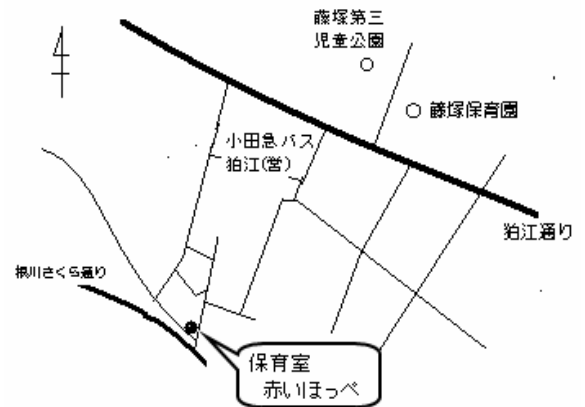 藤塚第三
児童公園
藤塚保育園
小田急バス
狛江(営)
狛江通り
根川さくら通り
保育室
赤いほっぺ